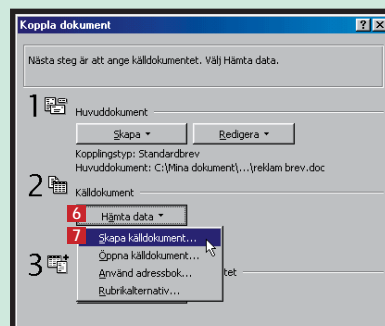 Koppla dokument
Nästa steg är att ange källdokumentet. Välj Hämta data.
1 Huvuddokument
Skapa Redigera
Kopplingstyp: Standardbrev
Huvuddokument: C:\Mina dokument\...\reklam brev.doc
2 Källdokument
6 Hämta data
7 Skapa källdokument...
Öppna källdokument...
3 Använd adressbok... tet
Rubrikalternativ...